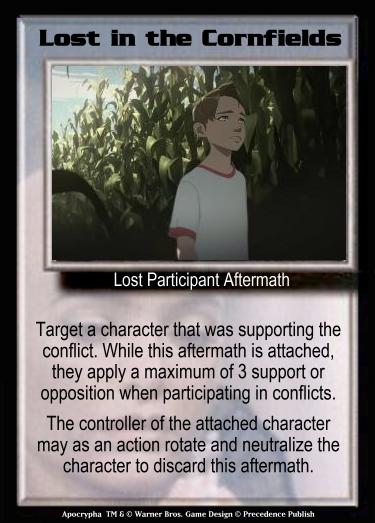 Lost in the Cornfields
Lost Participant Aftermath
Target a character that was supporting the
conflict. While this aftermath is attached,
they apply a maximum of 3 support or
opposition when participating in conflicts.
The controller of the attached character
may as an action rotate and neutralize the
character to discard this aftermath.
Apocrypha TM & © Warner Bros. Game Design © Precedence Publish